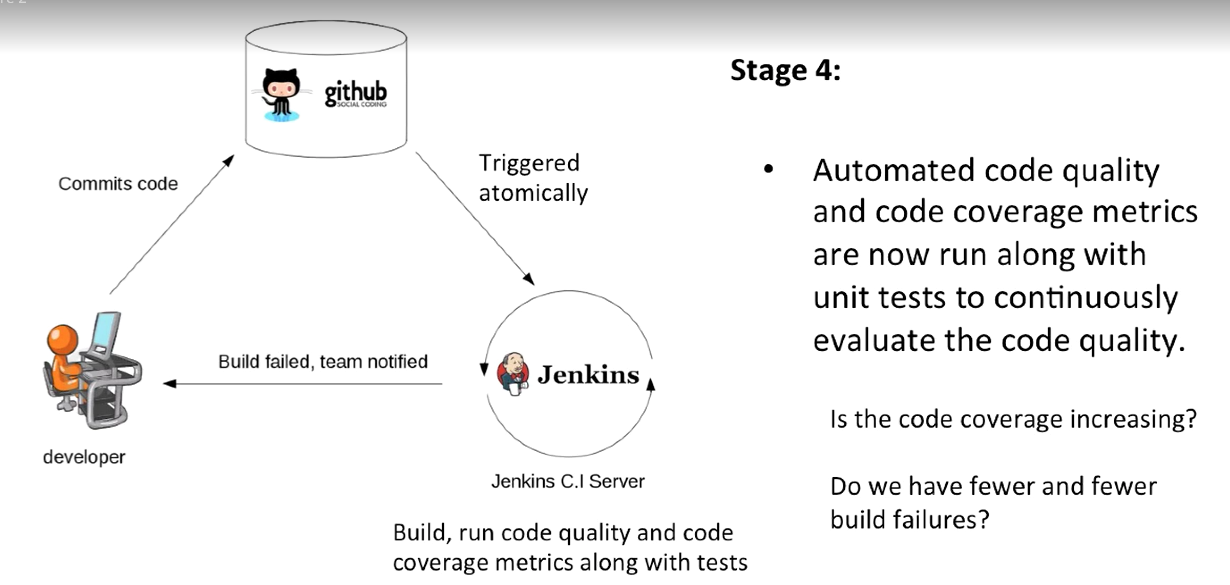 github
SOCIAL CODING
Commits code
Triggered
atomically
Build failed, team notified
Jenkins
developer
Jenkins C.I Server
Build, run code quality and code
coverage metrics along with tests
Stage 4:
• Automated code quality
and code coverage metrics
are now run along with
unit tests to continuously
evaluate the code quality.
Is the code coverage increasing?
Do we have fewer and fewer
build failures?